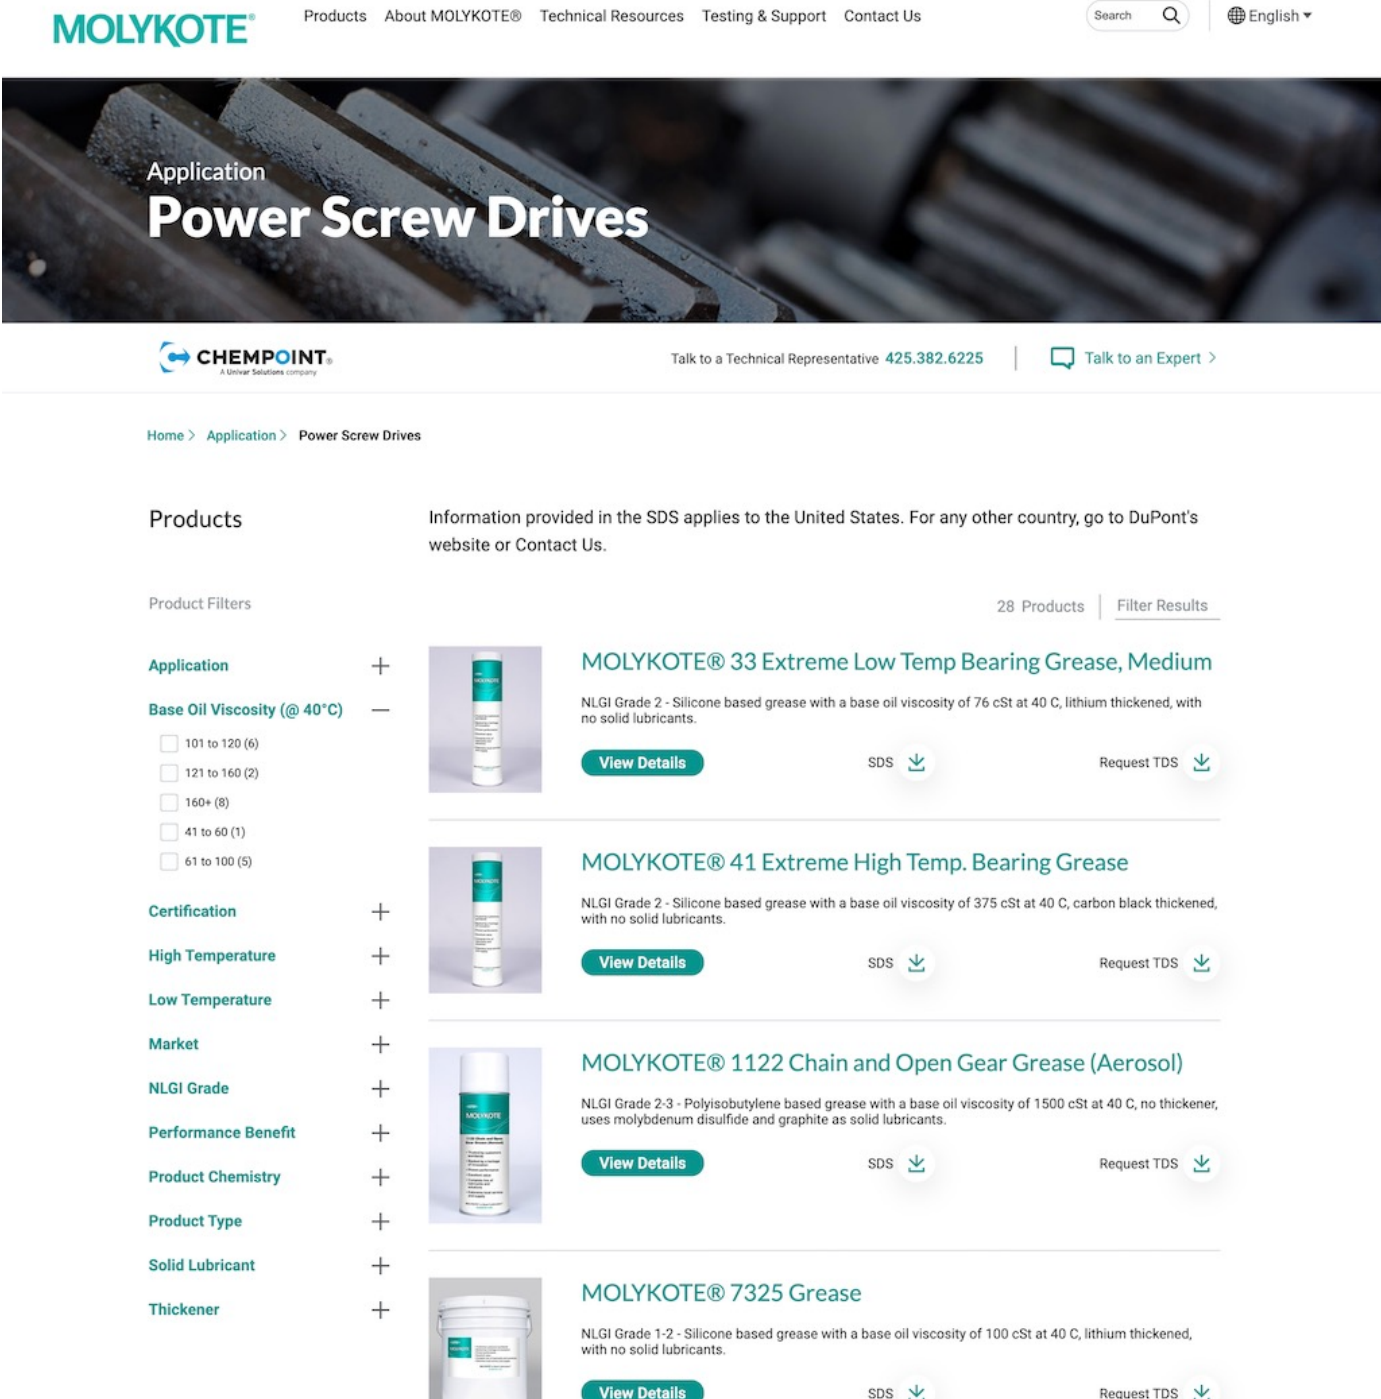 MOLYKOTE®
Products About MOLYKOTE® Technical Resources Testing & Support Contact Us
Search
English
Application
Power Screw Drives
CHEMPOINT®
A Univar Solutions company
Talk to a Technical Representative 425.382.6225
Talk to an Expert >
Home > Application > Power Screw Drives
Products
Information provided in the SDS applies to the United States. For any other country, go to DuPont's
website or Contact Us.
Product Filters
28 Products
Filter Results
Application
Base Oil Viscosity (@ 40°C)
101 to 120 (6)
121 to 160 (2)
160+ (8)
41 to 60 (1)
61 to 100 (5)
Certification
High Temperature
Low Temperature
Market
NLGI Grade
Performance Benefit
Product Chemistry
Product Type
Solid Lubricant
Thickener
MOLYKOTE
MOLYKOTE® 33 Extreme Low Temp Bearing Grease, Medium
NLGI Grade 2 - Silicone based grease with a base oil viscosity of 76 cSt at 40 C, lithium thickened, with
no solid lubricants.
View Details
SDS
Request TDS
MOLYKOTE
MOLYKOTE® 41 Extreme High Temp. Bearing Grease
NLGI Grade 2 - Silicone based grease with a base oil viscosity of 375 cSt at 40 C, carbon black thickened,
with no solid lubricants.
View Details
SDS
Request TDS
MOLYKOTE
MOLYKOTE® 1122 Chain and Open Gear Grease (Aerosol)
NLGI Grade 2-3 - Polyisobutylene based grease with a base oil viscosity of 1500 cSt at 40 C, no thickener,
uses molybdenum disulfide and graphite as solid lubricants.
View Details
SDS
Request TDS
MOLYKOTE
MOLYKOTE® 7325 Grease
NLGI Grade 1-2 - Silicone based grease with a base oil viscosity of 100 cSt at 40 C, lithium thickened,
with no solid lubricants.
View Details
SDS
Request TDS